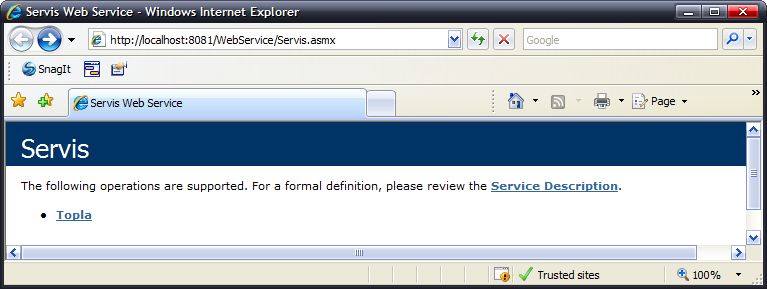 Servis Web Service - Windows Internet Explorer
http://localhost:8081/WebService/Servis.asmx
Google
SnagIt
Servis Web Service
Page
»
Servis
The following operations are supported. For a formal definition, please review the Service Description.
• Topla
Trusted sites
100%